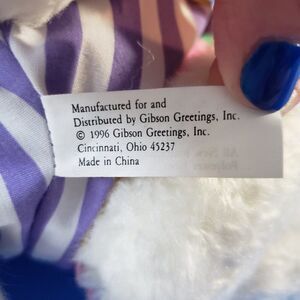 Manufactured for and
Distributed by Gibson Greetings, Inc.
© 1996 Gibson Greetings, Inc.
Cincinnati, Ohio 45237
Made in China